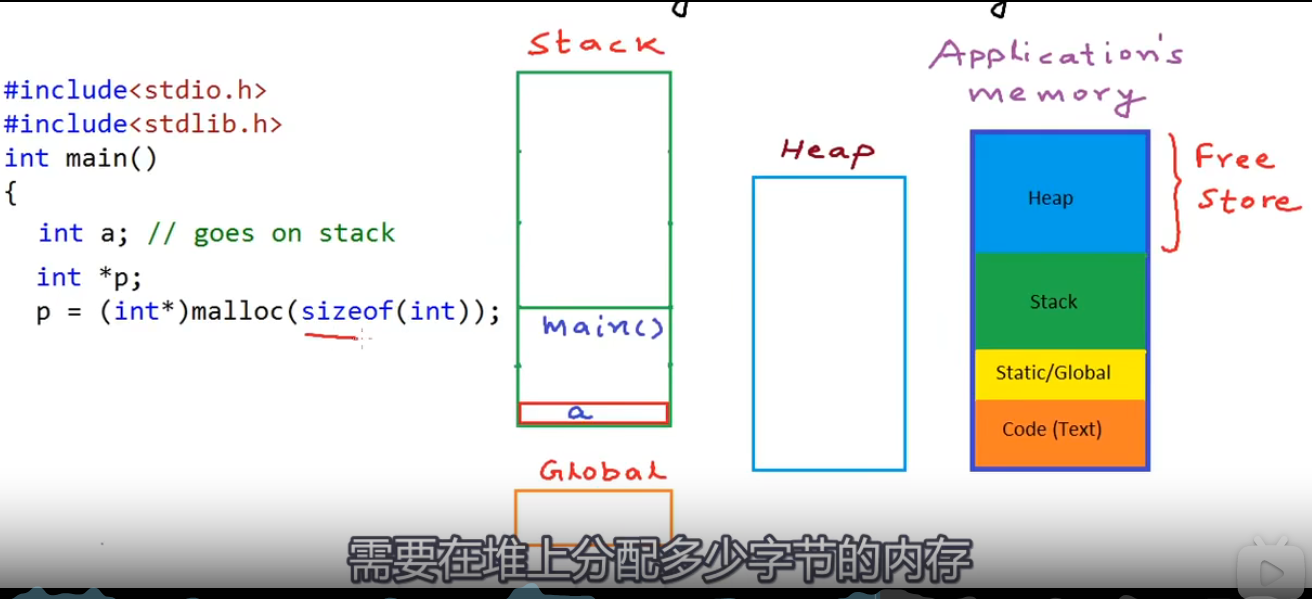 Stack
Application's
memory
#include<stdio.h>
#include<stdlib.h>
int main()
{
int a; // goes on stack
int *p;
p = (int*)malloc(sizeof(int));
main()
a
Global
Heap
Heap
Stack
Static/Global
Code (Text)
Free
Store
需要在堆上分配多少字节的内存